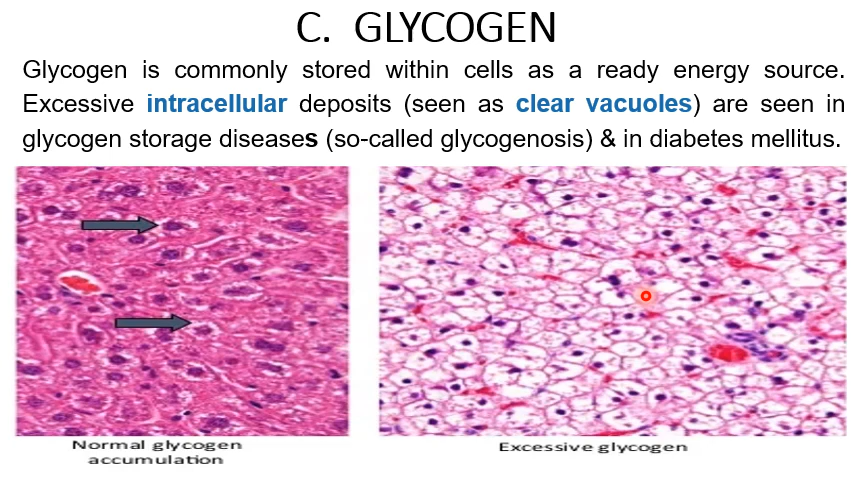 C. GLYCOGEN
Glycogen is commonly stored within cells as a ready energy source.
Excessive intracellular deposits (seen as clear vacuoles) are seen in
glycogen storage diseases (so-called glycogenosis) & in diabetes mellitus.
Normal glycogen
accumulation
Excessive glycogen